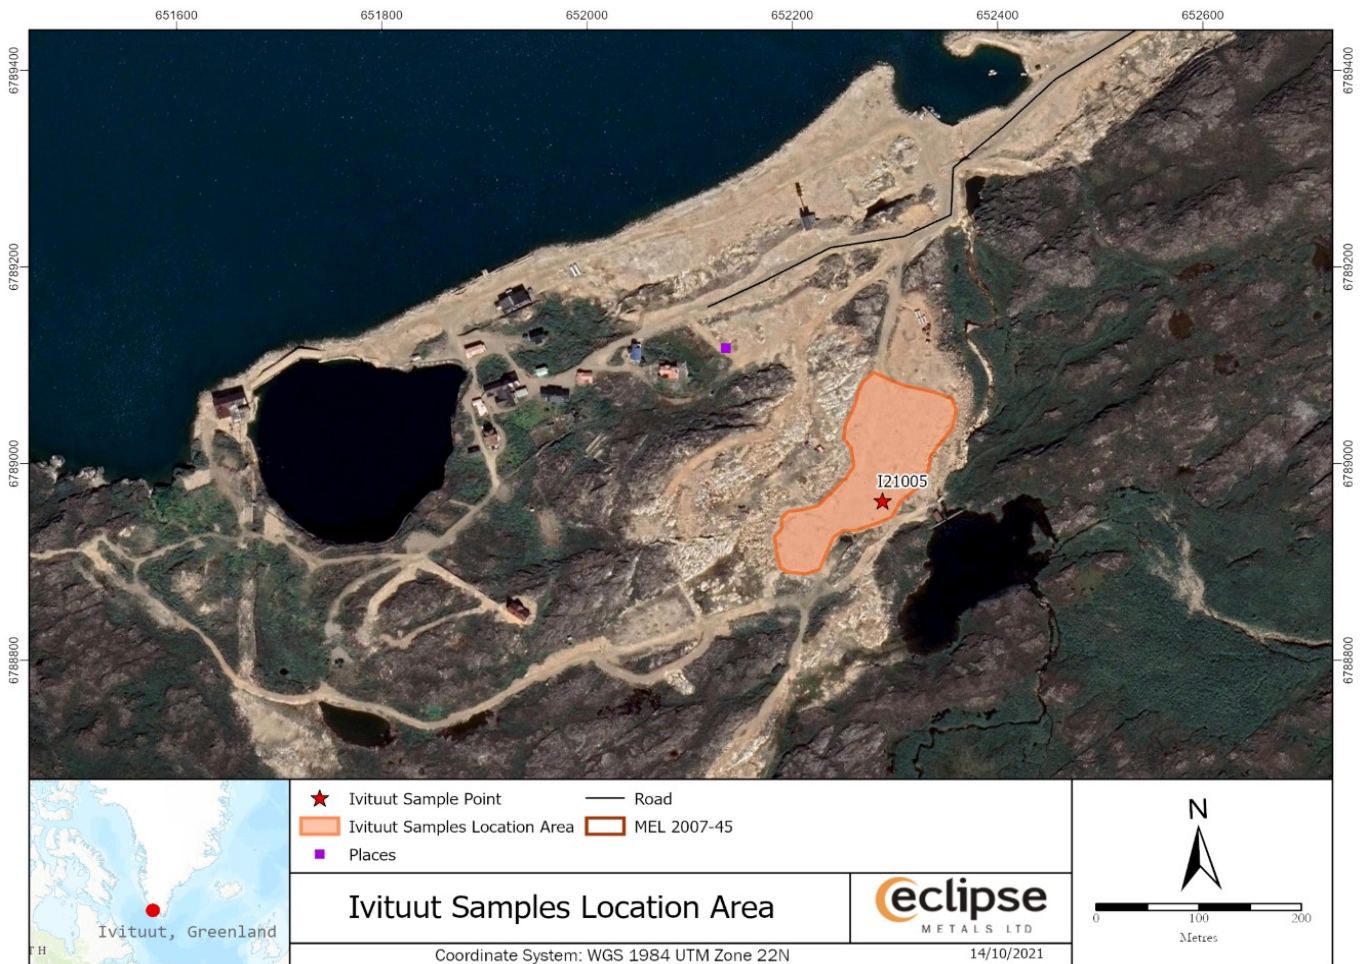 651600 651800 652000 652200 652400 652600
6789400 6789400
6789200 6789200
6789000 6789000
6788800 6788800
I21005
Ivituut Sample Point
Road
Ivituut Samples Location Area
MEL 2007-45
Places
Ivituut Samples Location Area
eclipse
METALS LTD
Coordinate System: WGS 1984 UTM Zone 22N
14/10/2021
Ivituut, Greenland
T H
N
0 100 200
Metres